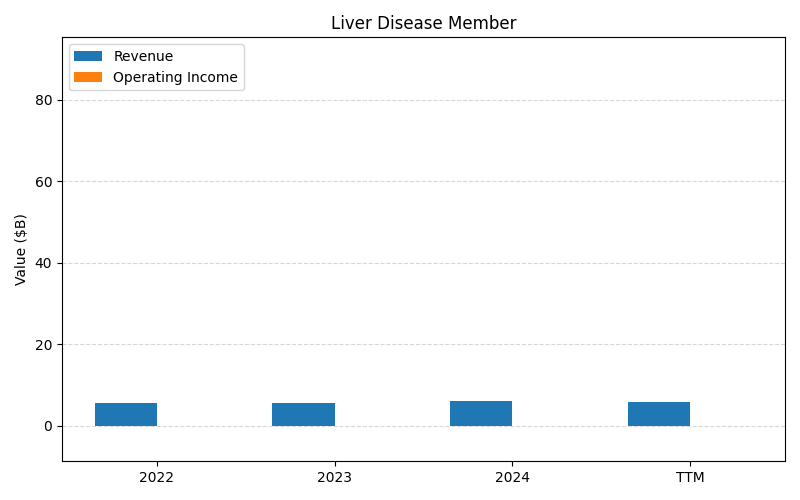 Liver Disease Member
Revenue
Operating Income
Value ($B)
80
60
40
20
0
2022 2023 2024 TTM